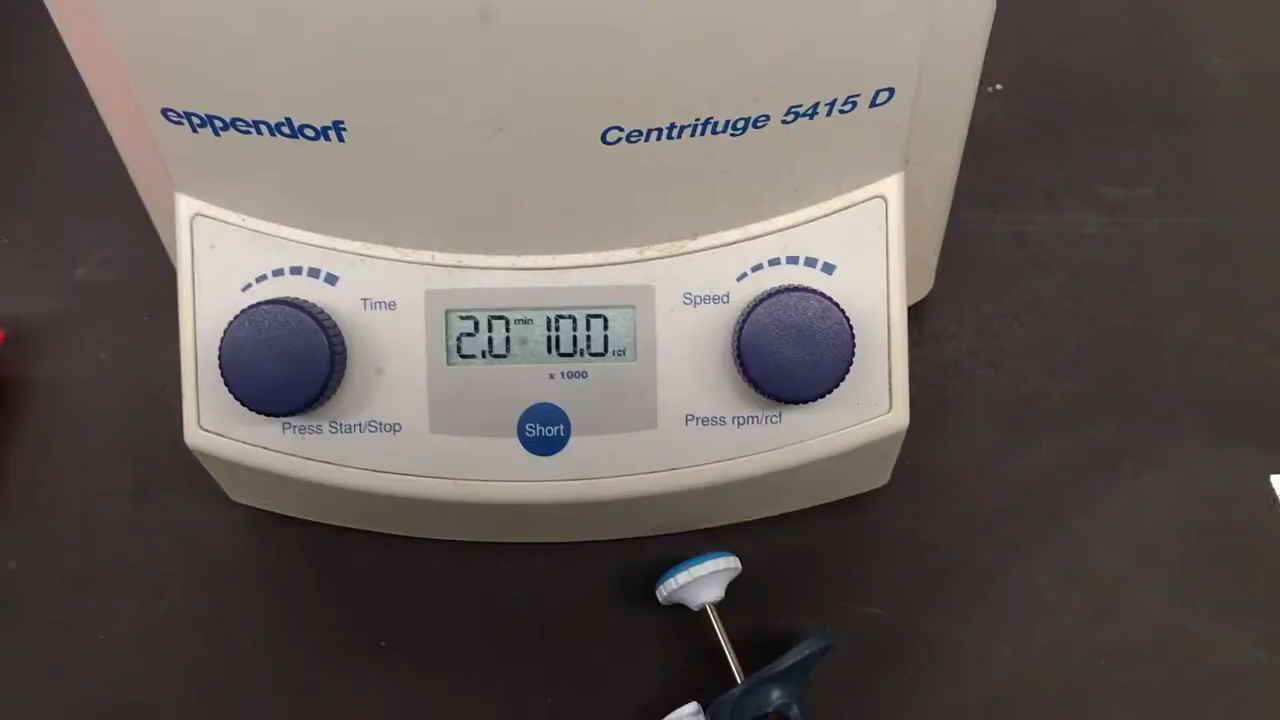 eppendorf
Centrifuge 5415 D
Time
2.0 min 10.0 rcf
Speed
x 1000
Press Start/Stop
Short
Press rpm/rcf